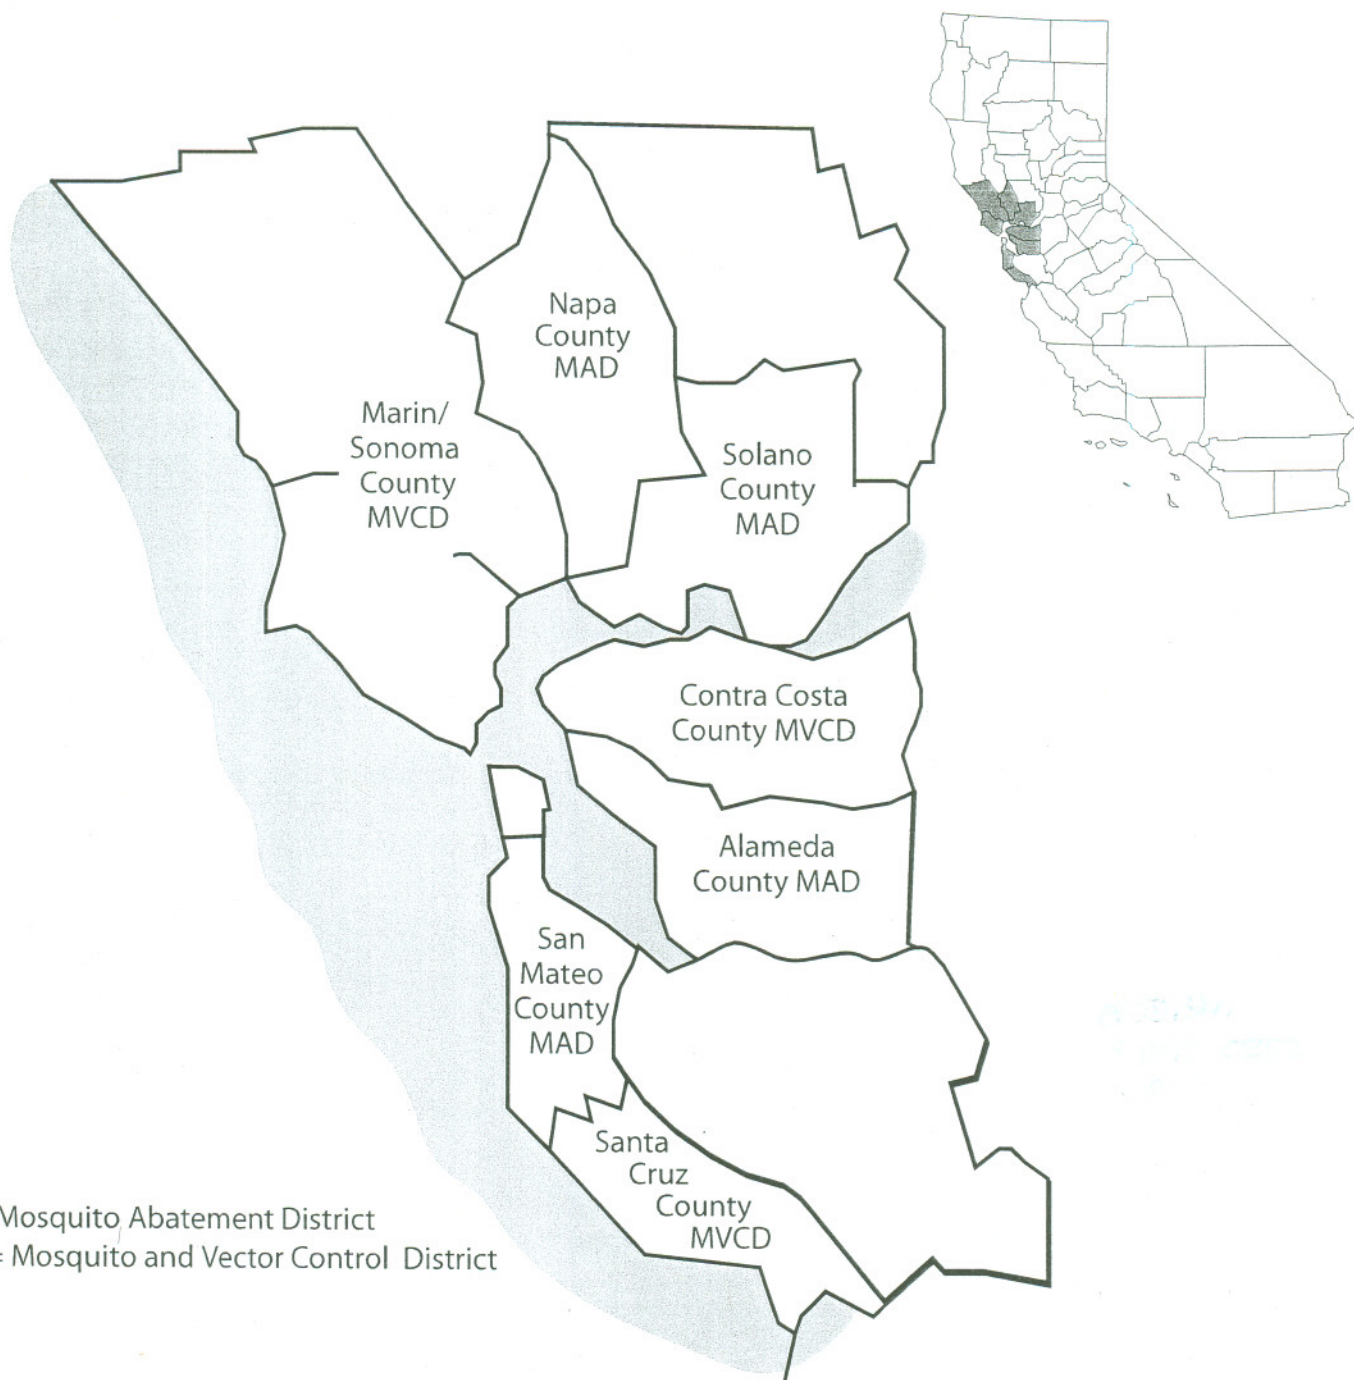 Napa
County
MAD
Marin/
Sonoma
County
MVCD
Solano
County
MAD
Contra Costa
County MVCD
Alameda
County MAD
San
Mateo
County
MAD
Santa
Cruz
County
MVCD
Mosquito Abatement District
= Mosquito and Vector Control District